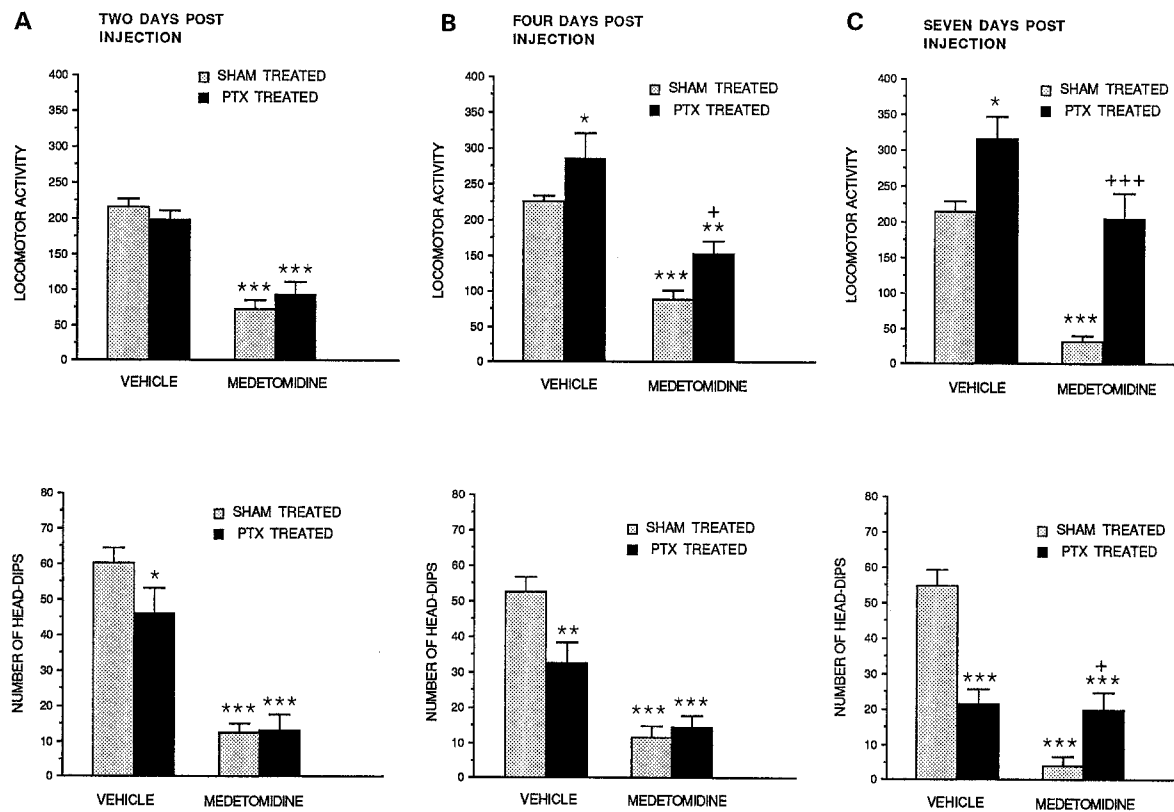 A
TWO DAYS POST
INJECTION
400
350
300
250
200
150
100
50
0
LOCOMOTOR ACTIVITY
SHAM TREATED
PTX TREATED
*** ***
VEHICLE MEDETOMIDINE
B
FOUR DAYS POST
INJECTION
400
350
300
250
200
150
100
50
0
LOCOMOTOR ACTIVITY
SHAM TREATED
PTX TREATED
*
+
**
***
VEHICLE MEDETOMIDINE
C
SEVEN DAYS POST
INJECTION
400
350
300
250
200
150
100
50
0
LOCOMOTOR ACTIVITY
SHAM TREATED
PTX TREATED
*
+++
***
VEHICLE MEDETOMIDINE
80
70
60
50
40
30
20
10
0
NUMBER OF HEAD-DIPS
SHAM TREATED
PTX TREATED
*
*** ***
VEHICLE MEDETOMIDINE
80
70
60
50
40
30
20
10
0
NUMBER OF HEAD-DIPS
SHAM TREATED
PTX TREATED
**
*** ***
VEHICLE MEDETOMIDINE
80
70
60
50
40
30
20
10
0
NUMBER OF HEAD-DIPS
SHAM TREATED
PTX TREATED
***
+
***
***
VEHICLE MEDETOMIDINE